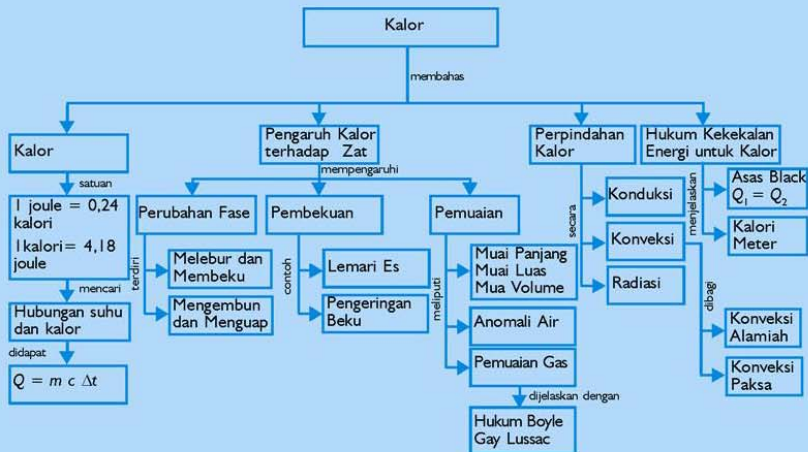 Kalor
membahas
Kalor
satuan
1 joule = 0,24
kalori
1kalori= 4,18
joule
mencari
Hubungan suhu
dan kalor
didapat
Q = m c Δt
Pengaruh Kalor
terhadap Zat
mempengaruhi
Perubahan Fase
terdiri
Melebur dan
Membeku
Mengembun
dan Menguap
Pembekuan
contoh
Lemari Es
Pengeringan
Beku
Pemuaian
meliputi
Muai Panjang
Muai Luas
Mua Volume
Anomali Air
Pemuaian Gas
dijelaskan dengan
Hukum Boyle
Gay Lussac
Perpindahan
Kalor
secara
Konduksi
Konveksi
Radiasi
dibagi
Konveksi
Alamiah
Konveksi
Paksa
Hukum Kekekalan
Energi untuk Kalor
menjelaskan
Asas Black
Q₁ = Q₂
Kalori
Meter